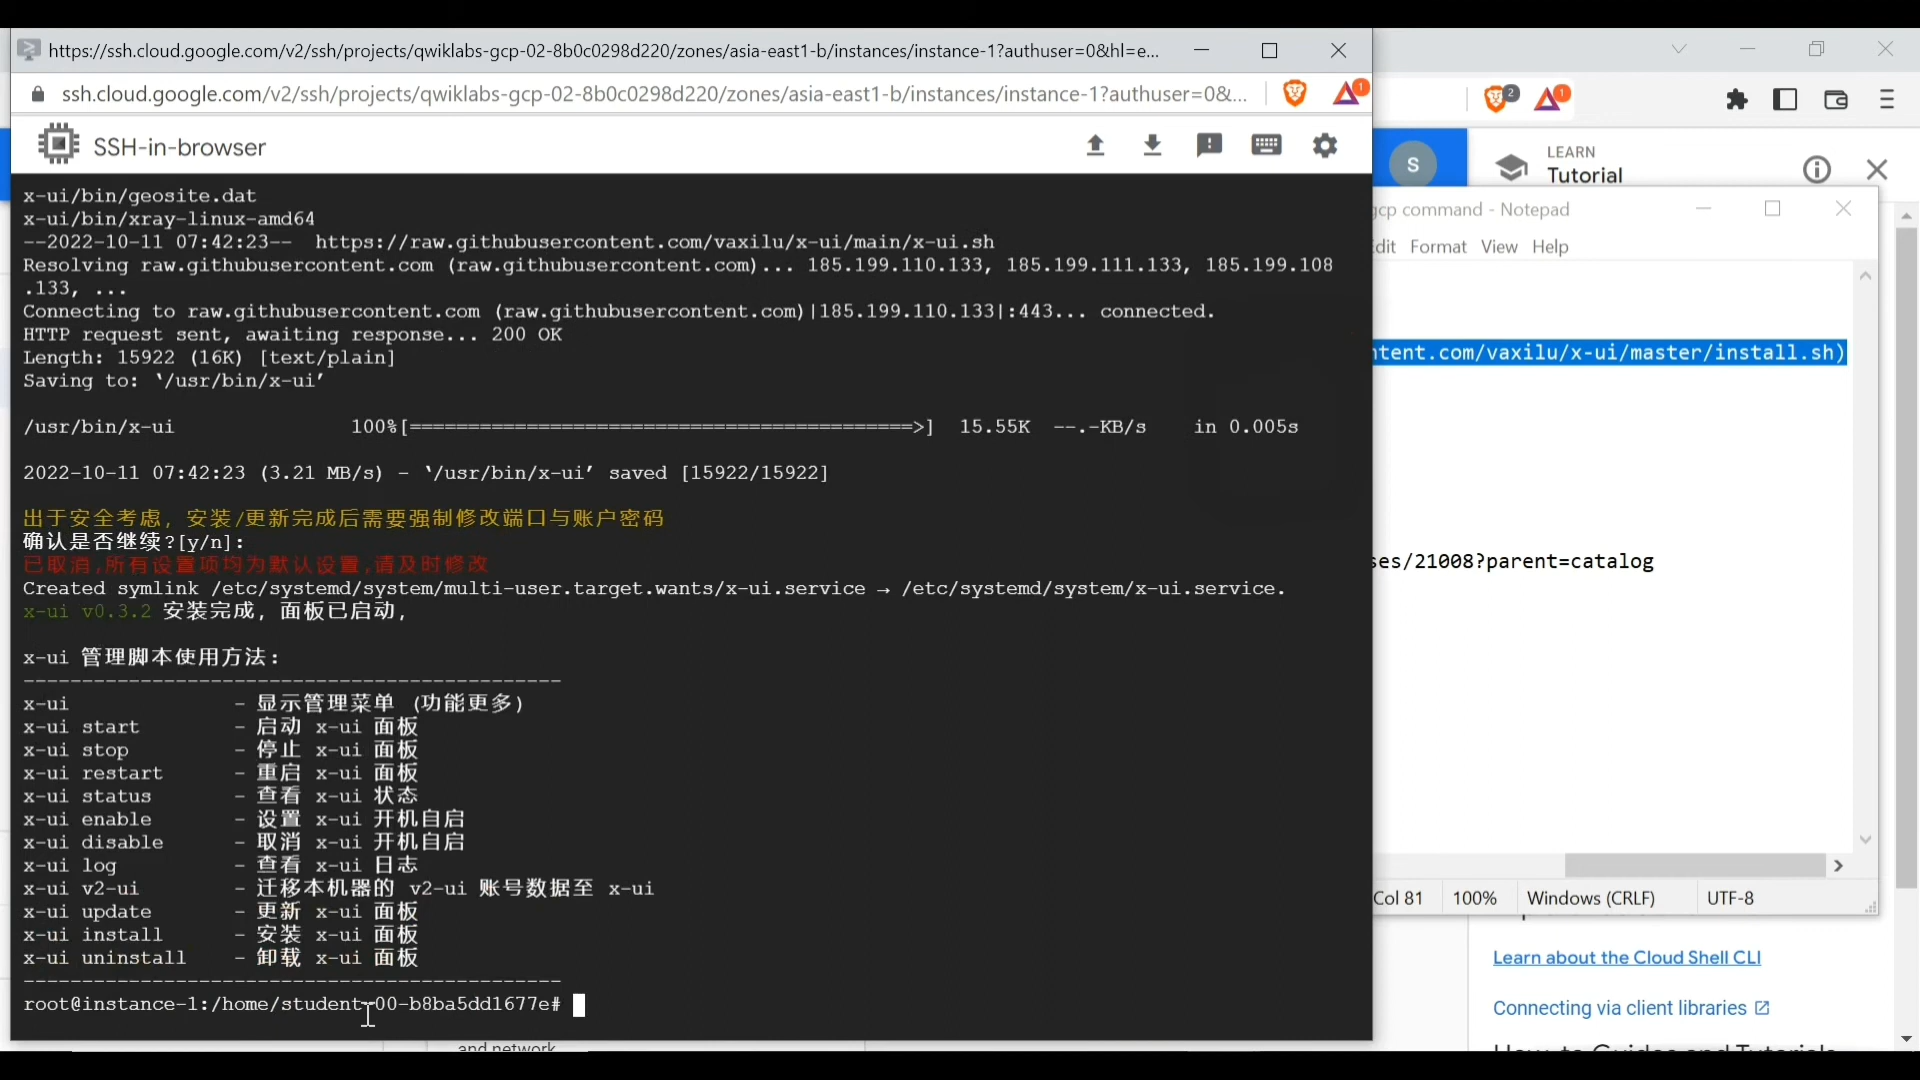 https://ssh.cloud.google.com/v2/ssh/projects/qwiklabs-gcp-02-8b0c0298d220/zones/asia-east1-b/instances/instance-1?authuser=0&hl=e...
ssh.cloud.google.com/v2/ssh/projects/qwiklabs-gcp-02-8b0c0298d220/zones/asia-east1-b/instances/instance-1?authuser=0&...
1
2
1
SSH-in-browser
S
LEARN
Tutorial
x-ui/bin/geosite.dat
x-ui/bin/xray-linux-amd64
--2022-10-11 07:42:23--  https://raw.githubusercontent.com/vaxilu/x-ui/main/x-ui.sh
Resolving raw.githubusercontent.com (raw.githubusercontent.com)... 185.199.110.133, 185.199.111.133, 185.199.108
.133, ...
Connecting to raw.githubusercontent.com (raw.githubusercontent.com)|185.199.110.133|:443... connected.
HTTP request sent, awaiting response... 200 OK
Length: 15922 (16K) [text/plain]
Saving to: ‘/usr/bin/x-ui’
/usr/bin/x-ui 100%[===========================================>] 15.55K --.-KB/s in 0.005s
2022-10-11 07:42:23 (3.21 MB/s) - ‘/usr/bin/x-ui’ saved [15922/15922]
出于安全考虑，安装/更新完成后需要强制修改端口与账户密码
确认是否继续?[y/n]:
已取消,所有设置项均为默认设置,请及时修改
Created symlink /etc/systemd/system/multi-user.target.wants/x-ui.service → /etc/systemd/system/x-ui.service.
x-ui v0.3.2 安装完成，面板已启动，
x-ui 管理脚本使用方法:
----------------------------------------------
x-ui - 显示管理菜单 (功能更多)
x-ui start - 启动 x-ui 面板
x-ui stop - 停止 x-ui 面板
x-ui restart - 重启 x-ui 面板
x-ui status - 查看 x-ui 状态
x-ui enable - 设置 x-ui 开机自启
x-ui disable - 取消 x-ui 开机自启
x-ui log - 查看 x-ui 日志
x-ui v2-ui - 迁移本机器的 v2-ui 账号数据至 x-ui
x-ui update - 更新 x-ui 面板
x-ui install - 安装 x-ui 面板
x-ui uninstall - 卸载 x-ui 面板
----------------------------------------------
root@instance-1:/home/student-00-b8ba5dd1677e#
gcp command - Notepad
dit Format View Help
ntent.com/vaxilu/x-ui/master/install.sh)
ses/21008?parent=catalog
Col 81 100% Windows (CRLF) UTF-8
Learn about the Cloud Shell CLI
Connecting via client libraries
How-to Guides and Tutorials
and network